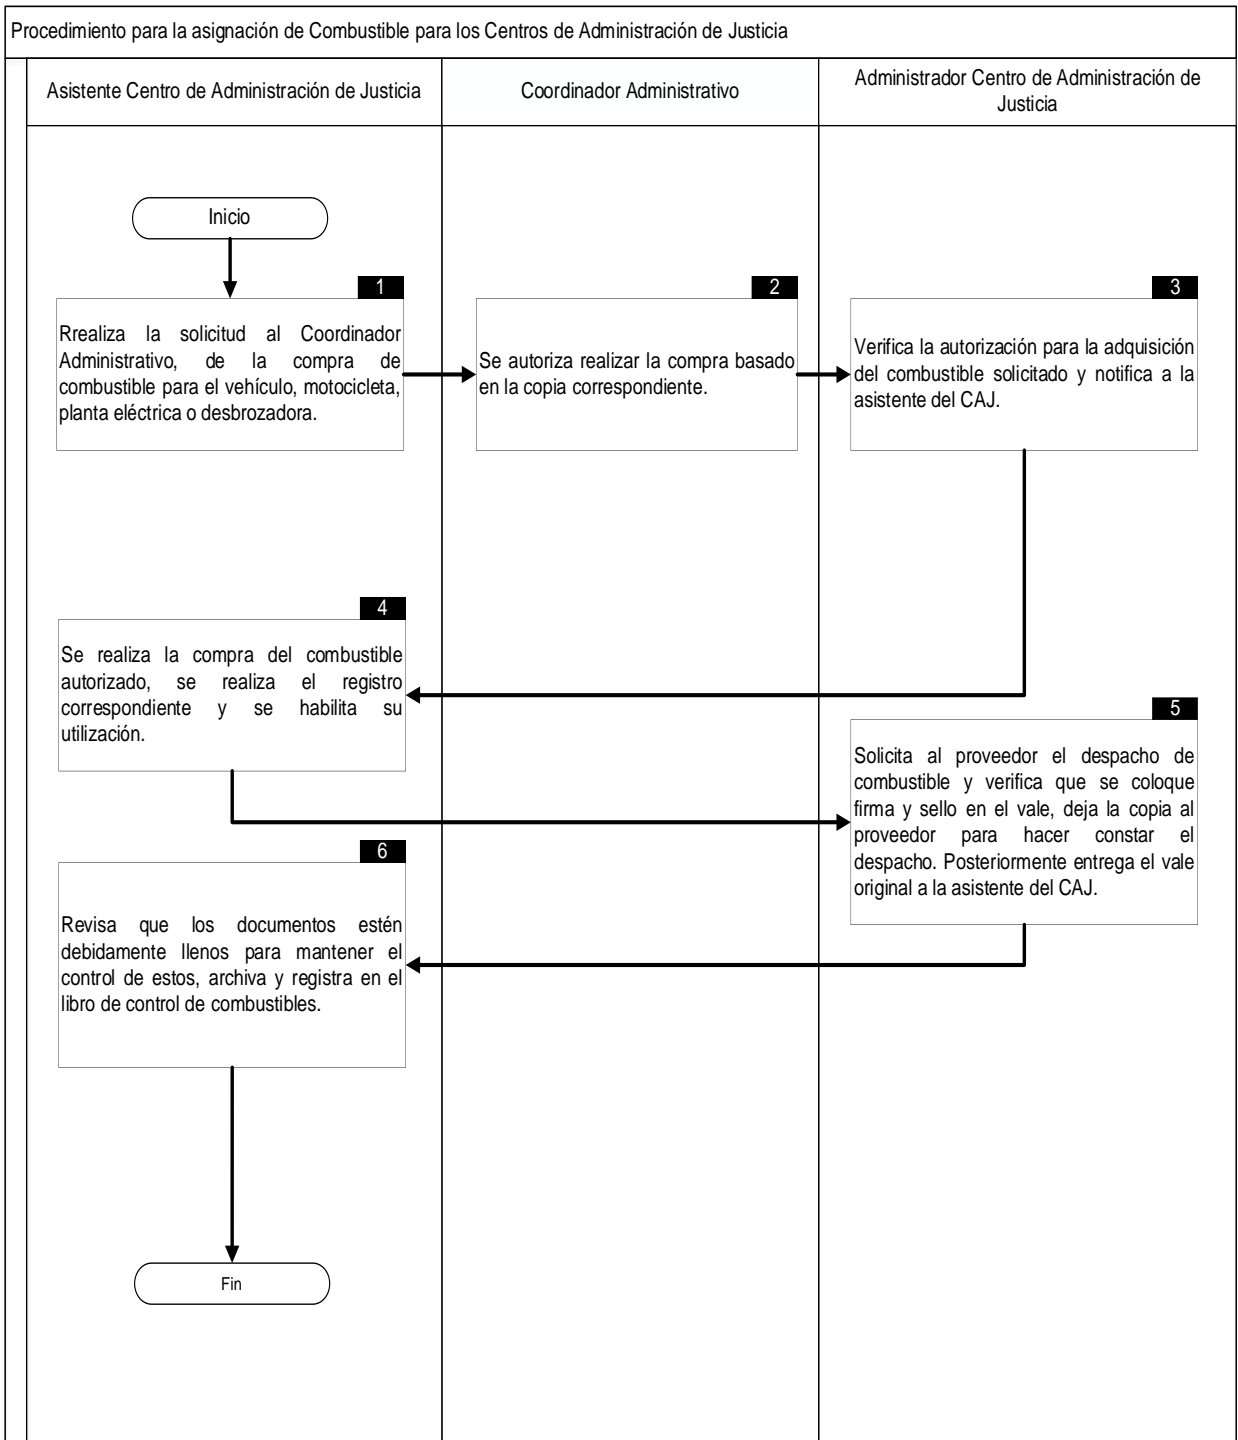 Procedimiento para la asignación de Combustible para los Centros de Administración de Justicia
Asistente Centro de Administración de Justicia
Coordinador Administrativo
Administrador Centro de Administración de
Justicia
Inicio
1
Rrealiza la solicitud al Coordinador
Administrativo, de la compra de
combustible para el vehículo, motocicleta,
planta eléctrica o desbrozadora.
2
Se autoriza realizar la compra basado
en la copia correspondiente.
3
Verifica la autorización para la adquisición
del combustible solicitado y notifica a la
asistente del CAJ.
4
Se realiza la compra del combustible
autorizado, se realiza el registro
correspondiente y se habilita su
utilización.
5
Solicita al proveedor el despacho de
combustible y verifica que se coloque
firma y sello en el vale, deja la copia al
proveedor para hacer constar el
despacho. Posteriormente entrega el vale
original a la asistente del CAJ.
6
Revisa que los documentos estén
debidamente llenos para mantener el
control de estos, archiva y registra en el
libro de control de combustibles.
Fin